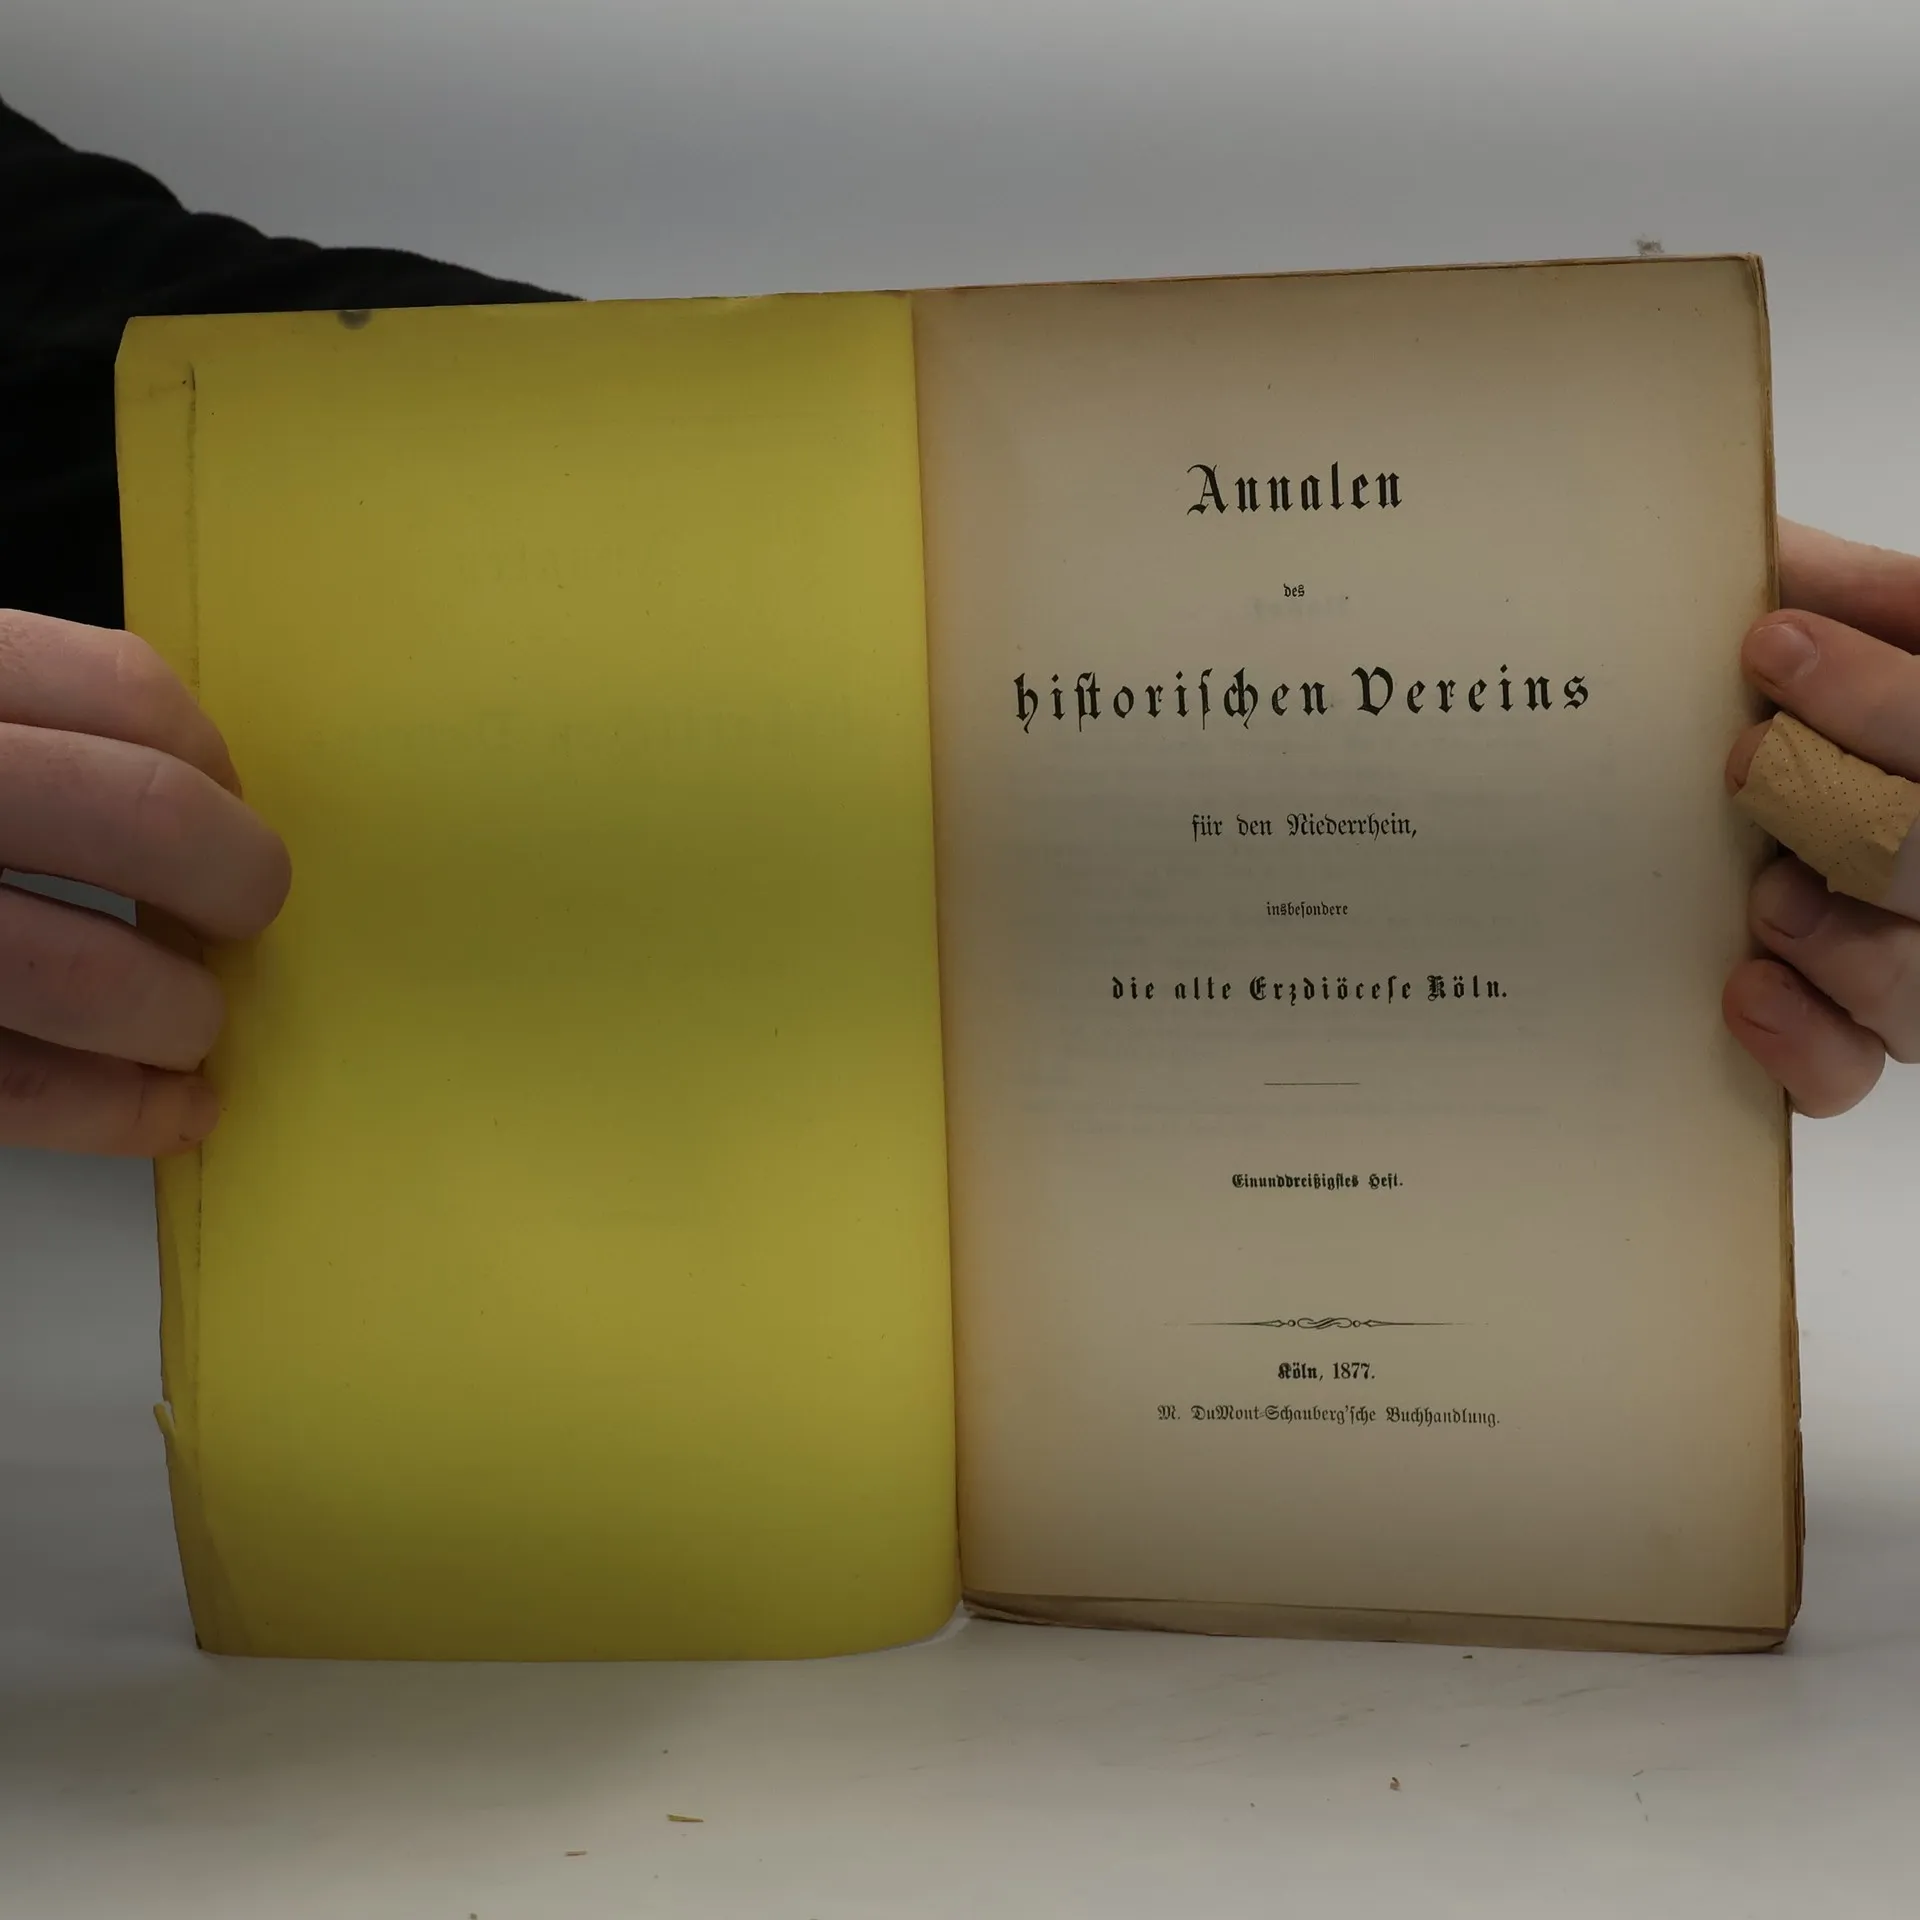 Annalen
des
hiſtoriſchen Vereins
für den Niederrhein,
insbeſondere
die alte Erzdiöceſe Köln.
Einunddreißigſtes Heft.
Köln, 1877.
M. DuMont-Schauberg'ſche Buchhandlung.